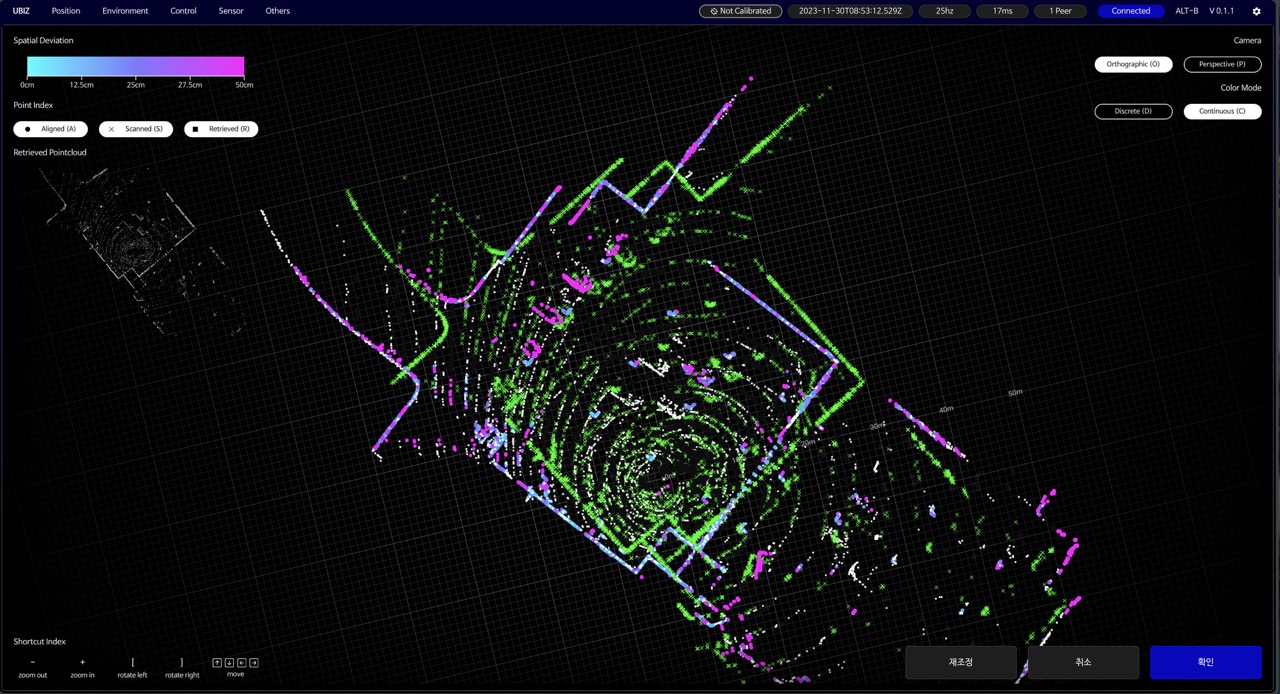 UBIZ Position Environment Control Sensor Others Not Calibrated 2023-11-30T08:53:12.529Z 25hz 17ms 1 Peer Connected ALT-B V 0.1.1
Spatial Deviation
0cm 12.5cm 25cm 27.5cm 50cm
Point Index
Aligned (A) Scanned (S) Retrieved (R)
Retrieved Pointcloud
Camera
Orthographic (O) Perspective (P)
Color Mode
Discrete (D) Continuous (C)
50m
40m
30m
20m
Shortcut Index
− + [ ]
zoom out zoom in rotate left rotate right move
재조정 취소 확인